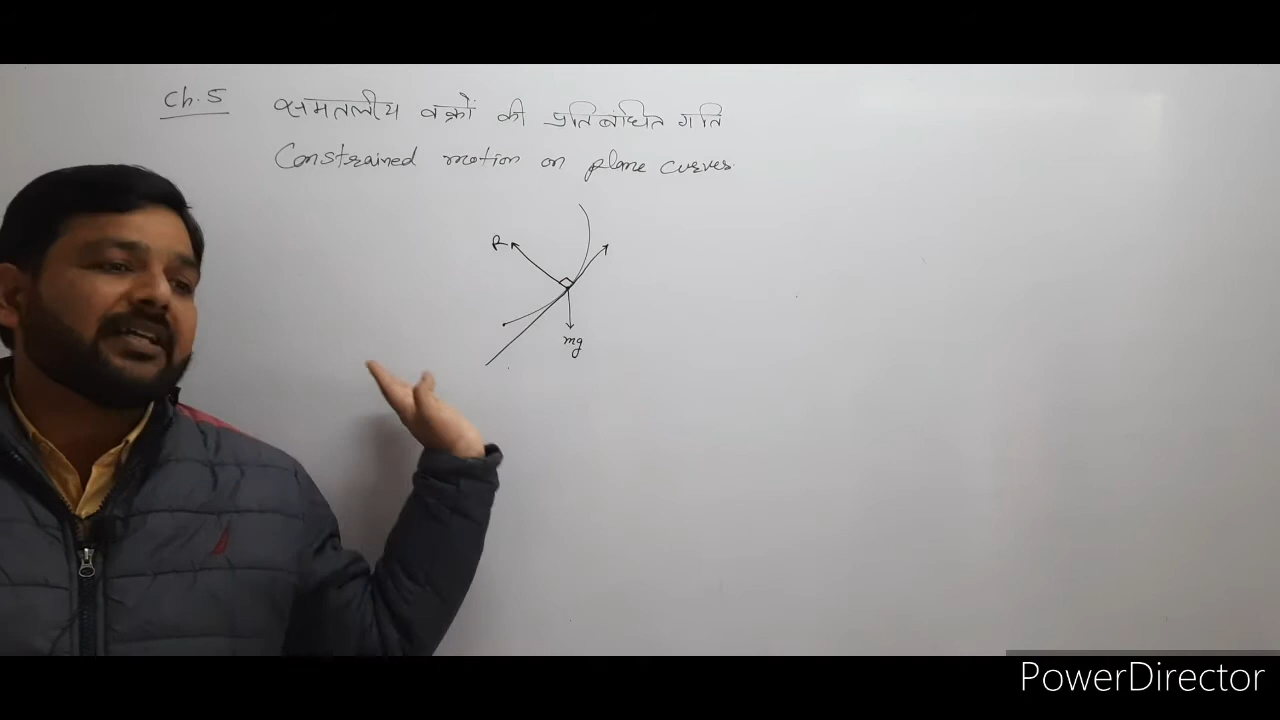 Ch. 5
समतलीय वक्रों की प्रतिबंधित गति
Constrained motion on plane curves.
R
mg
PowerDirector